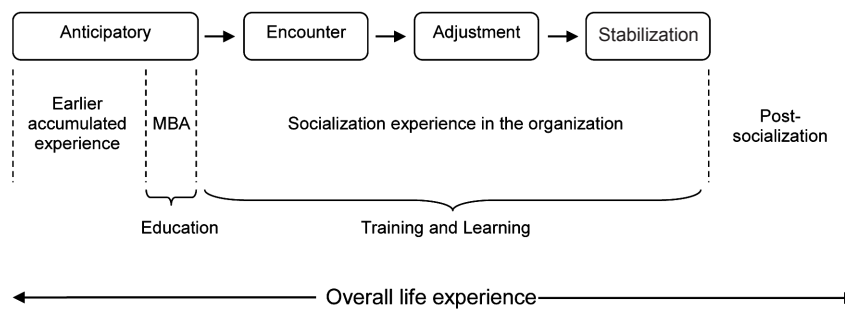 Anticipatory
Encounter
Adjustment
Stabilization
Earlier
accumulated
experience
MBA
Socialization experience in the organization
Post-
socialization
Education
Training and Learning
Overall life experience